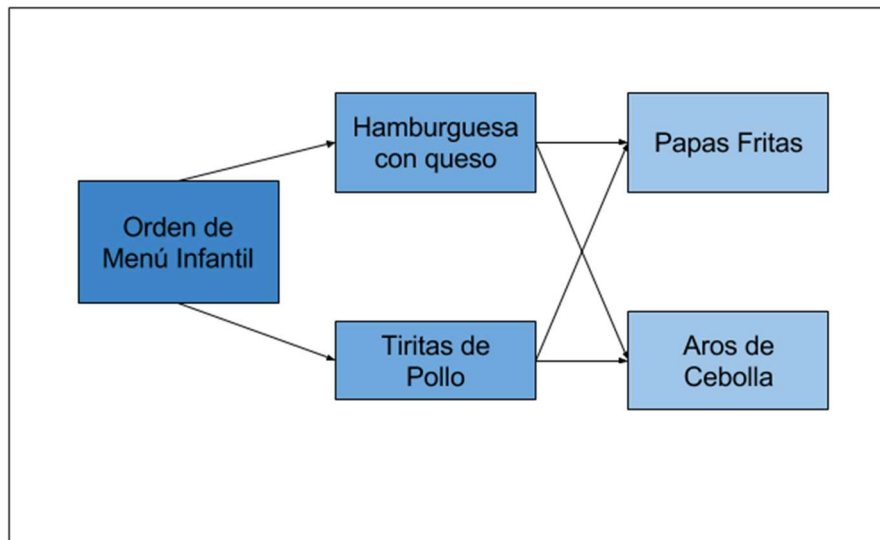 Orden de
Menú Infantil
Hamburguesa
con queso
Tiritas de
Pollo
Papas Fritas
Aros de
Cebolla